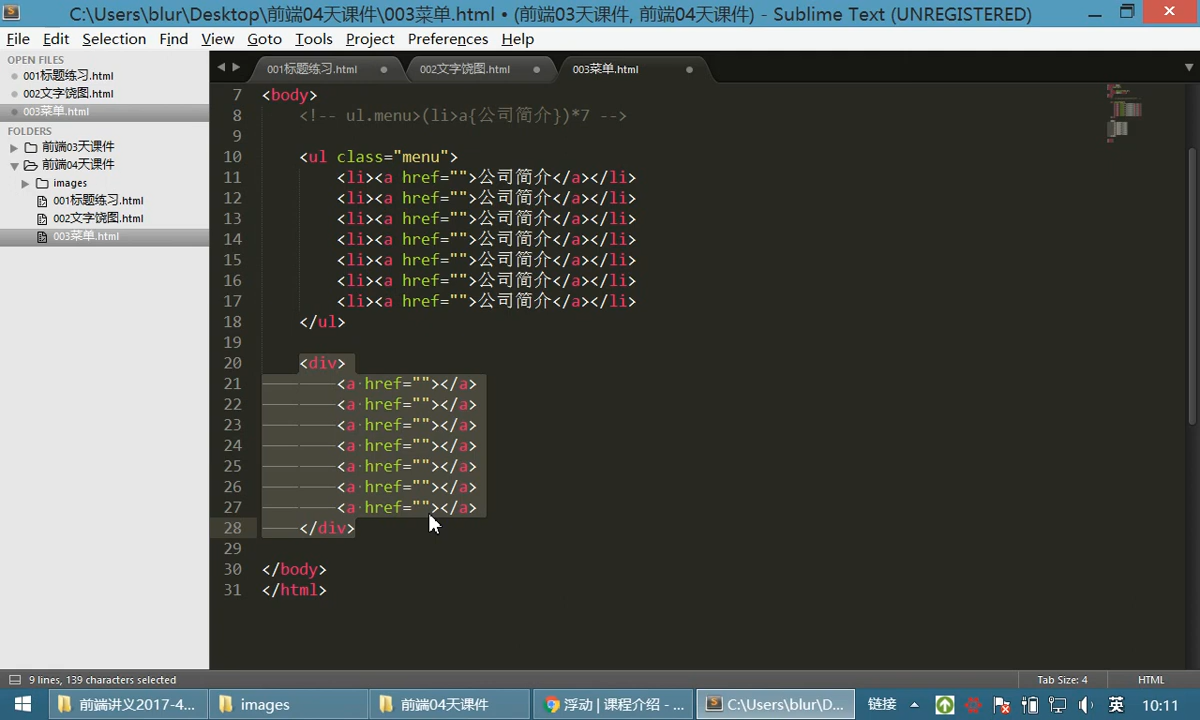 C:\Users\blur\Desktop\前端04天课件\003菜单.html • (前端03天课件, 前端04天课件) - Sublime Text (UNREGISTERED)
File Edit Selection Find View Goto Tools Project Preferences Help
OPEN FILES
001标题练习.html
002文字饶图.html
003菜单.html
FOLDERS
前端03天课件
前端04天课件
images
001标题练习.html
002文字饶图.html
003菜单.html
001标题练习.html 002文字饶图.html 003菜单.html
7 <body>
8 <!-- ul.menu>(li>a{公司简介})*7 -->
9
10 <ul class="menu">
11 <li><a href="">公司简介</a></li>
12 <li><a href="">公司简介</a></li>
13 <li><a href="">公司简介</a></li>
14 <li><a href="">公司简介</a></li>
15 <li><a href="">公司简介</a></li>
16 <li><a href="">公司简介</a></li>
17 <li><a href="">公司简介</a></li>
18 </ul>
19
20 <div>
21 <a href=""></a>
22 <a href=""></a>
23 <a href=""></a>
24 <a href=""></a>
25 <a href=""></a>
26 <a href=""></a>
27 <a href=""></a>
28 </div>
29
30 </body>
31 </html>
9 lines, 139 characters selected Tab Size: 4 HTML
前端讲义2017-4... images 前端04天课件 浮动 | 课程介绍 - ... C:\Users\blur\D... 链接 英 10:11